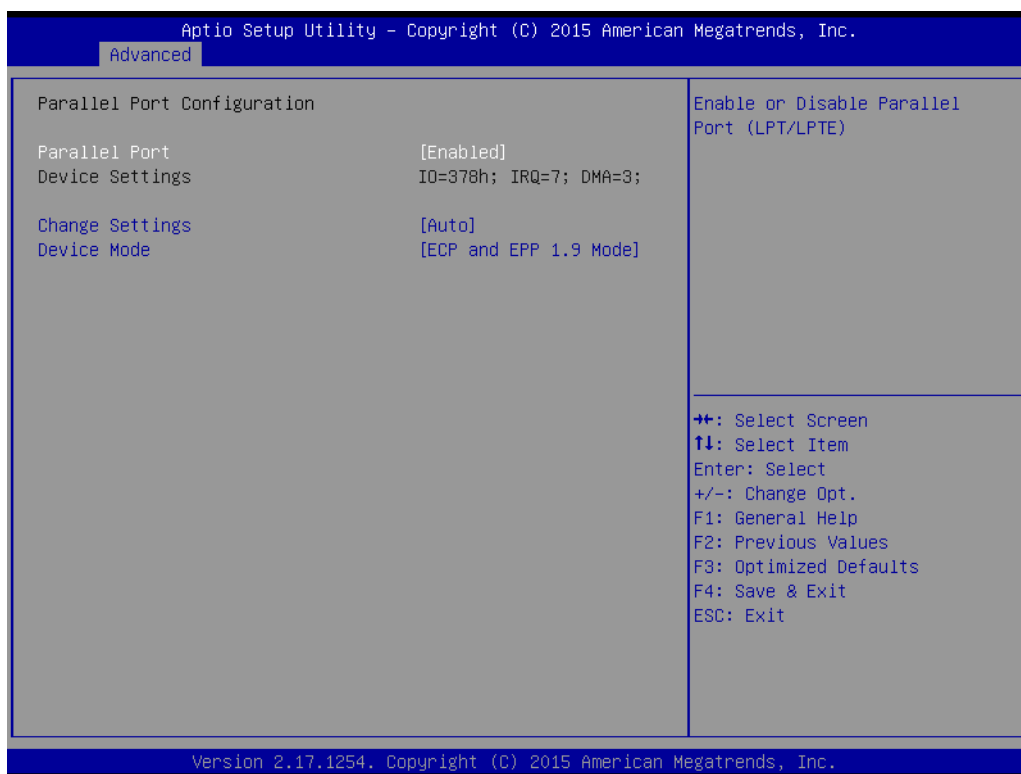 Aptio Setup Utility – Copyright (C) 2015 American Megatrends, Inc.
Advanced
Parallel Port Configuration
Parallel Port [Enabled]
Device Settings IO=378h; IRQ=7; DMA=3;
Change Settings [Auto]
Device Mode [ECP and EPP 1.9 Mode]
Enable or Disable Parallel
Port (LPT/LPTE)
→←: Select Screen
↑↓: Select Item
Enter: Select
+/-: Change Opt.
F1: General Help
F2: Previous Values
F3: Optimized Defaults
F4: Save & Exit
ESC: Exit
Version 2.17.1254. Copyright (C) 2015 American Megatrends, Inc.